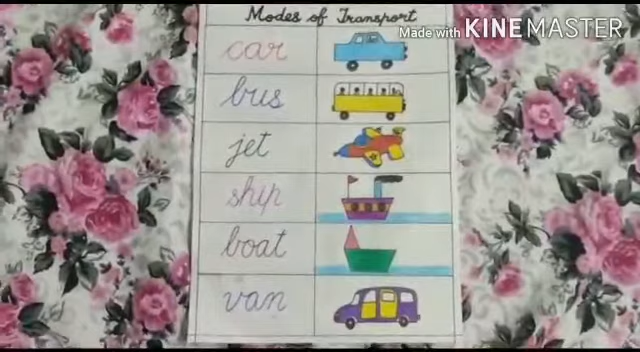 Modes of Transport
Made with KINEMASTER
car
bus
jet
ship
boat
van